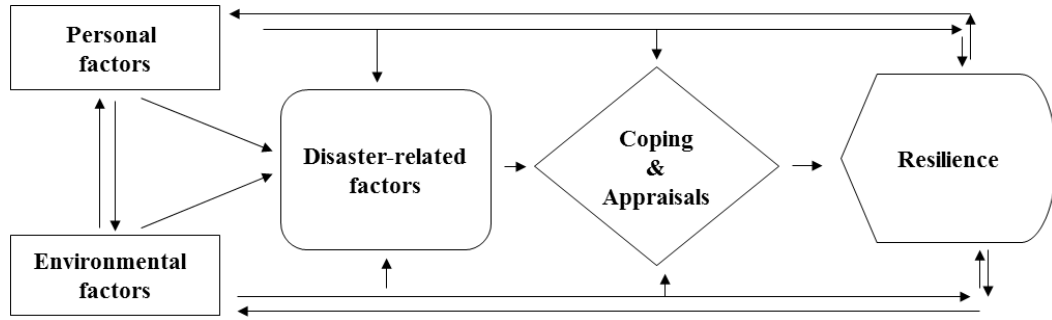 Personal
factors
Disaster-related
factors
Coping
&
Appraisals
Resilience
Environmental
factors